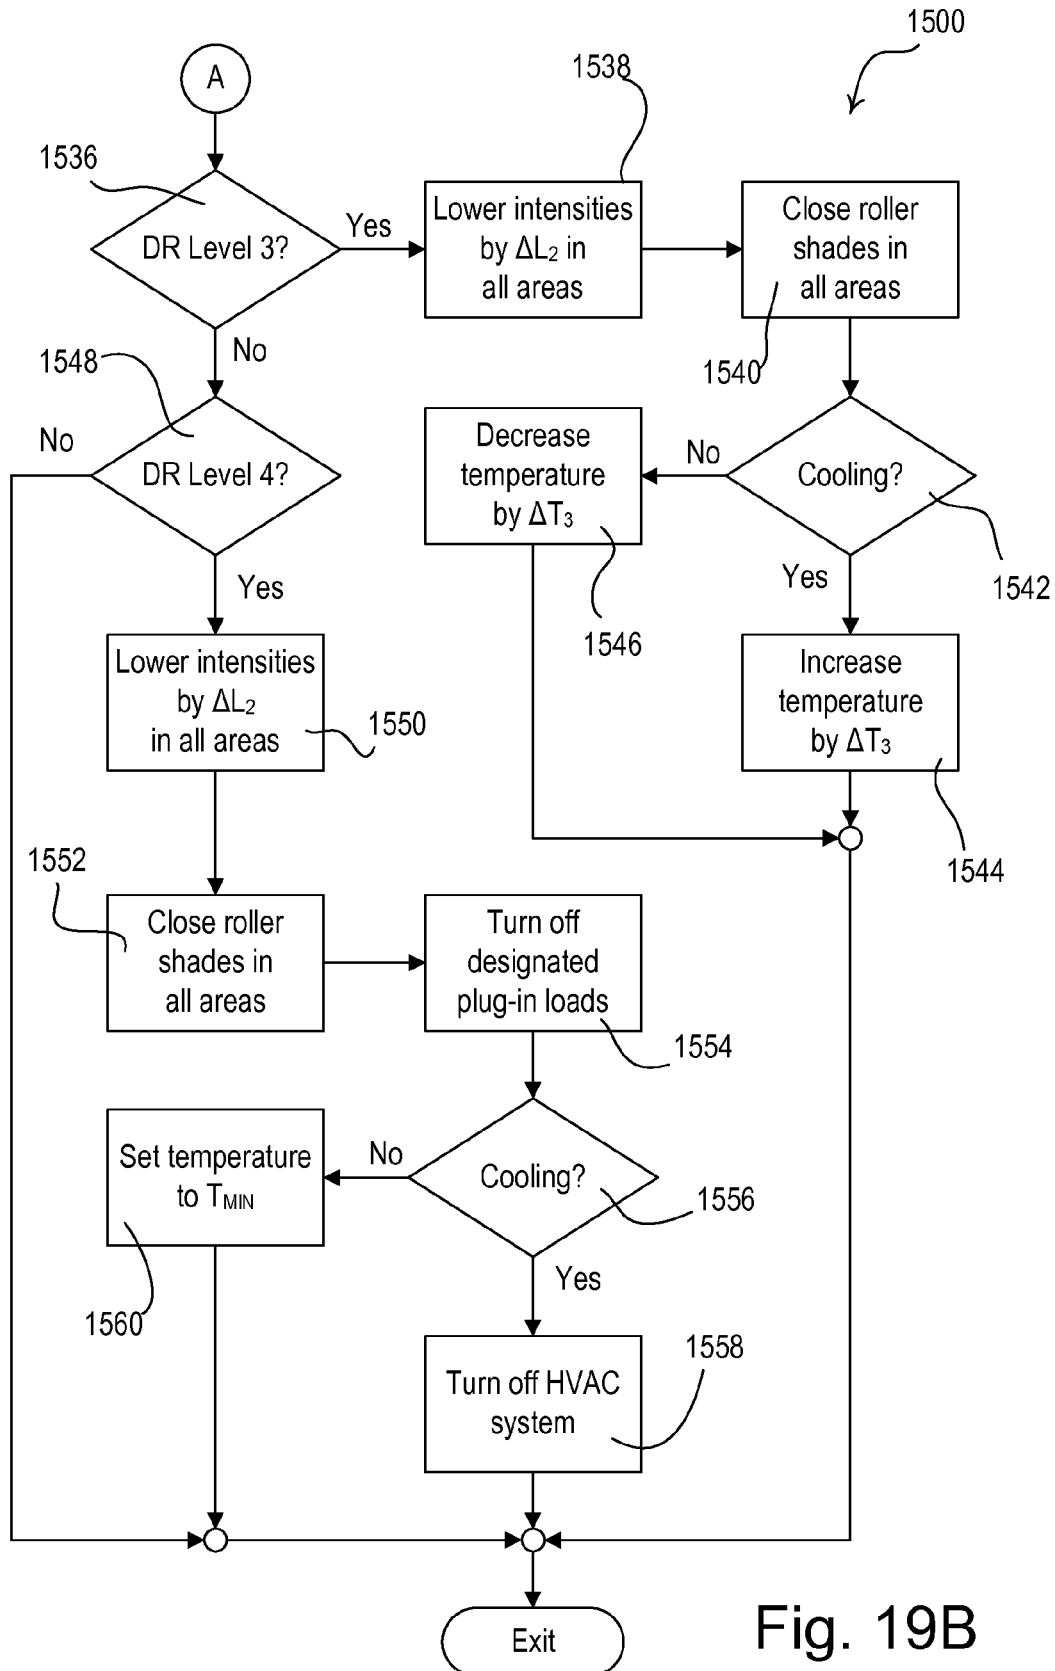 1500
A
1538
1536
DR Level 3?
Yes
Lower intensities
by ΔL₂ in
all areas
Close roller
shades in
all areas
No
1548
1540
No
DR Level 4?
Decrease
temperature
by ΔT₃
No
Cooling?
Yes
Yes
1542
1546
Lower intensities
by ΔL₂
in all areas
1550
Increase
temperature
by ΔT₃
1552
1544
Close roller
shades in
all areas
Turn off
designated
plug-in loads
1554
Set temperature
to T_MIN
No
Cooling?
1556
Yes
1560
1558
Turn off HVAC
system
Exit
Fig. 19B